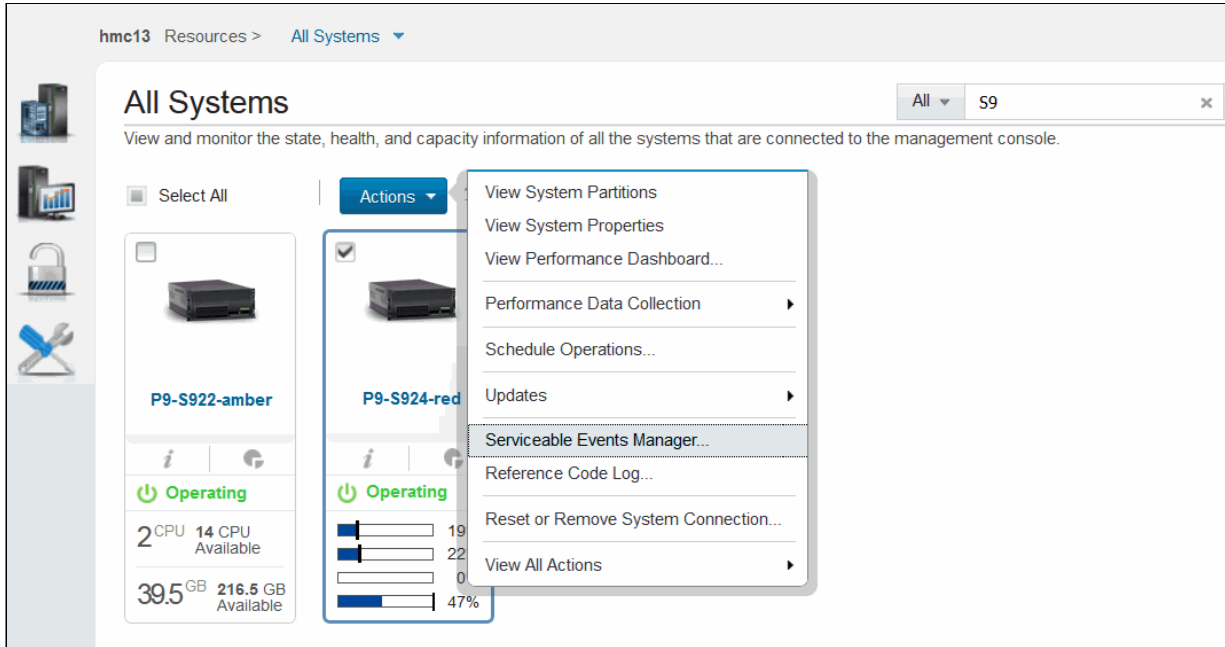 hmc13 Resources > All Systems
All Systems
All S9 ×
View and monitor the state, health, and capacity information of all the systems that are connected to the management console.
Select All
Actions
View System Partitions
View System Properties
View Performance Dashboard...
Performance Data Collection
Schedule Operations...
Updates
Serviceable Events Manager...
Reference Code Log...
Reset or Remove System Connection...
View All Actions
P9-S922-amber
i
Operating
2 CPU 14 CPU
Available
39.5 GB 216.5 GB
Available
P9-S924-red
i
Operating
19
22
0
47%